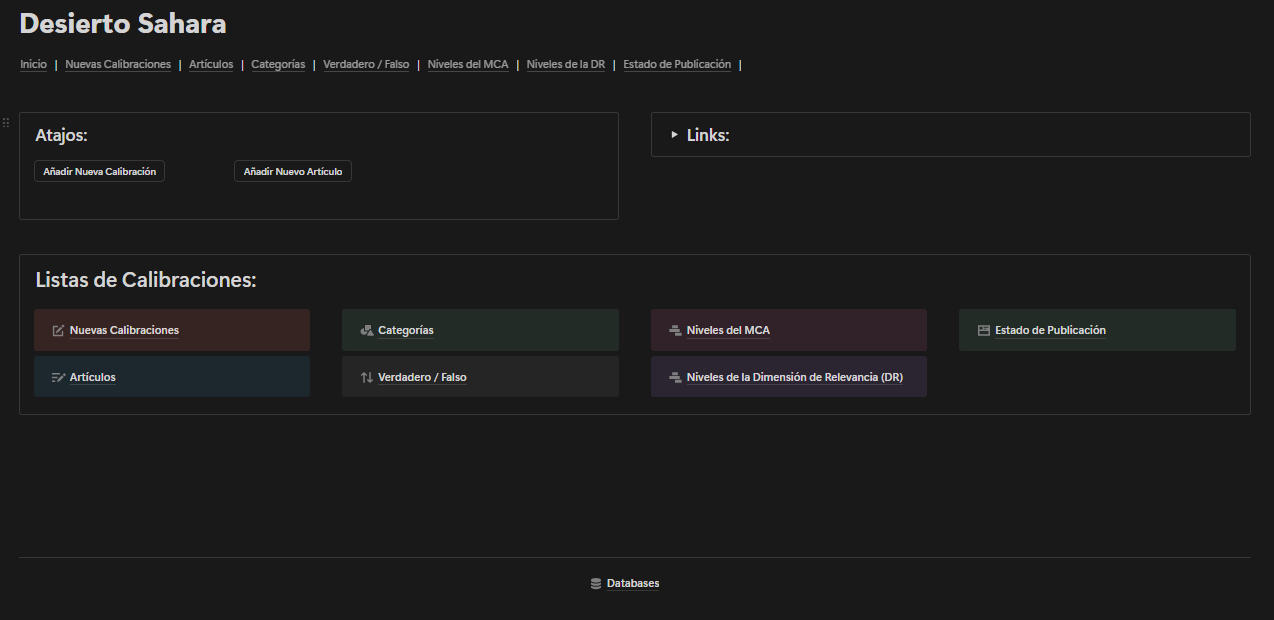 Desierto Sahara
Inicio | Nuevas Calibraciones | Artículos | Categorías | Verdadero / Falso | Niveles del MCA | Niveles de la DR | Estado de Publicación |
Atajos:
Añadir Nueva Calibración
Añadir Nuevo Artículo
Links:
Listas de Calibraciones:
Nuevas Calibraciones
Categorías
Niveles del MCA
Estado de Publicación
Artículos
Verdadero / Falso
Niveles de la Dimensión de Relevancia (DR)
Databases